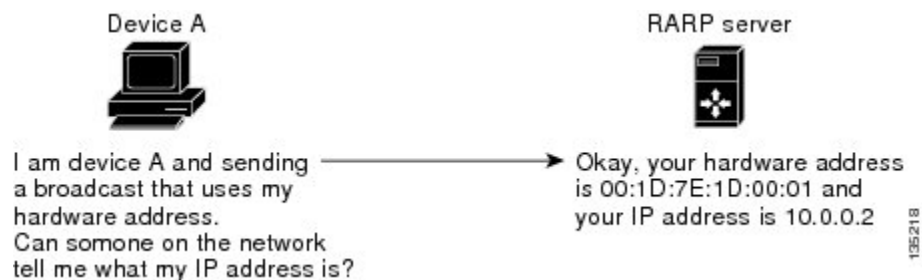 Device A
RARP server
I am device A and sending
a broadcast that uses my
hardware address.
Can somone on the network
tell me what my IP address is?
Okay, your hardware address
is 00:1D:7E:1D:00:01 and
your IP address is 10.0.0.2
135218